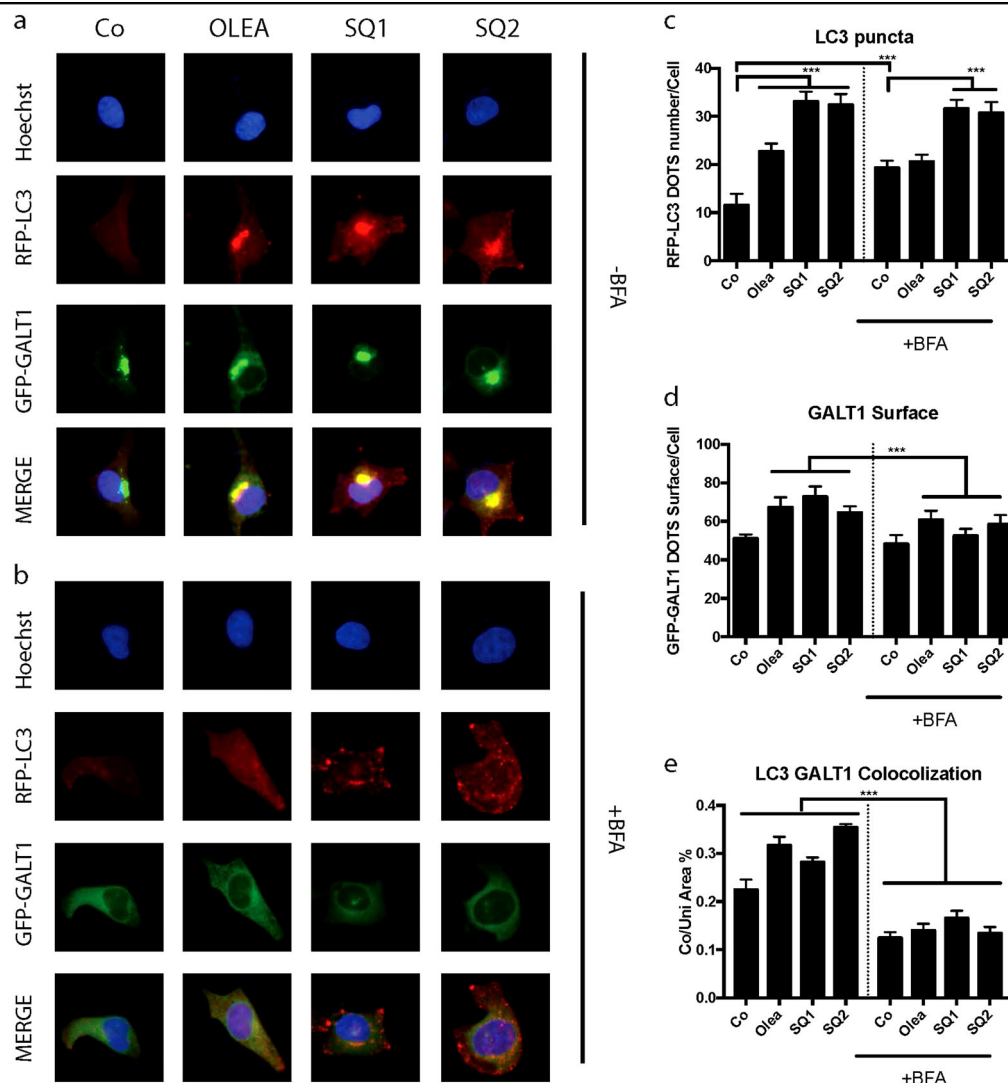 a
Co OLEA SQ1 SQ2
Hoechst
RFP-LC3
GFP-GALT1
MERGE
-BFA
b
Hoechst
RFP-LC3
GFP-GALT1
MERGE
+BFA
c
LC3 puncta
RFP-LC3 DOTS number/Cell
40
30
20
10
0
***
***
***
Co Olea SQ1 SQ2 Co Olea SQ1 SQ2
+BFA
d
GALT1 Surface
GFP-GALT1 DOTS Surface/Cell
100
80
60
40
20
0
***
Co Olea SQ1 SQ2 Co Olea SQ1 SQ2
+BFA
e
LC3 GALT1 Colocolization
Co/Uni Area %
0.4
0.3
0.2
0.1
0.0
***
Co Olea SQ1 SQ2 Co Olea SQ1 SQ2
+BFA